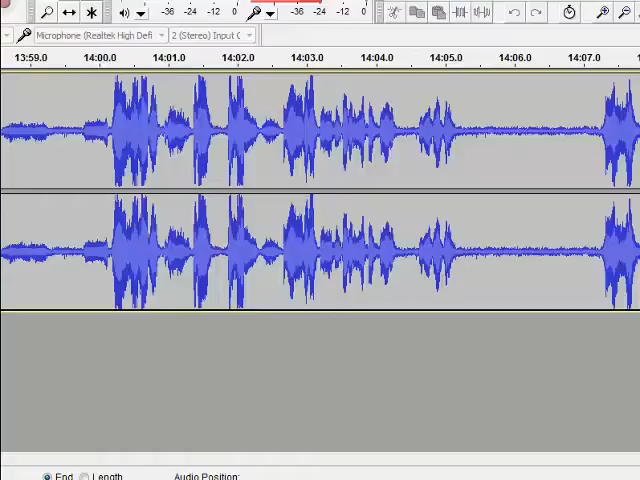 -36 -24 -12 0 -36 -24 -12 0
Microphone (Realtek High Defi 2 (Stereo) Input C
13:59.0 14:00.0 14:01.0 14:02.0 14:03.0 14:04.0 14:05.0 14:06.0 14:07.0
End Length Audio Position: